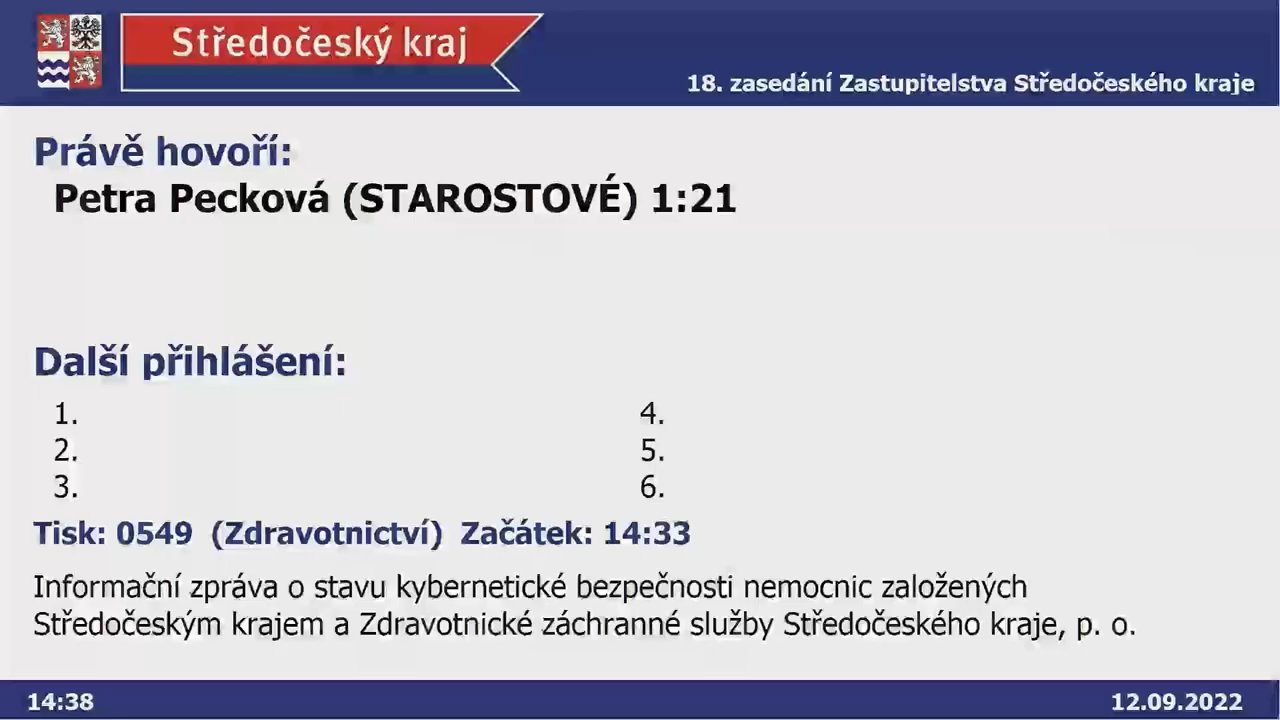 Středočeský kraj
18. zasedání Zastupitelstva Středočeského kraje
Právě hovoří:
Petra Pecková (STAROSTOVÉ) 1:21
Další přihlášení:
1.
2.
3.
4.
5.
6.
Tisk: 0549 (Zdravotnictví) Začátek: 14:33
Informační zpráva o stavu kybernetické bezpečnosti nemocnic založených
Středočeským krajem a Zdravotnické záchranné služby Středočeského kraje, p. o.
14:38
12.09.2022